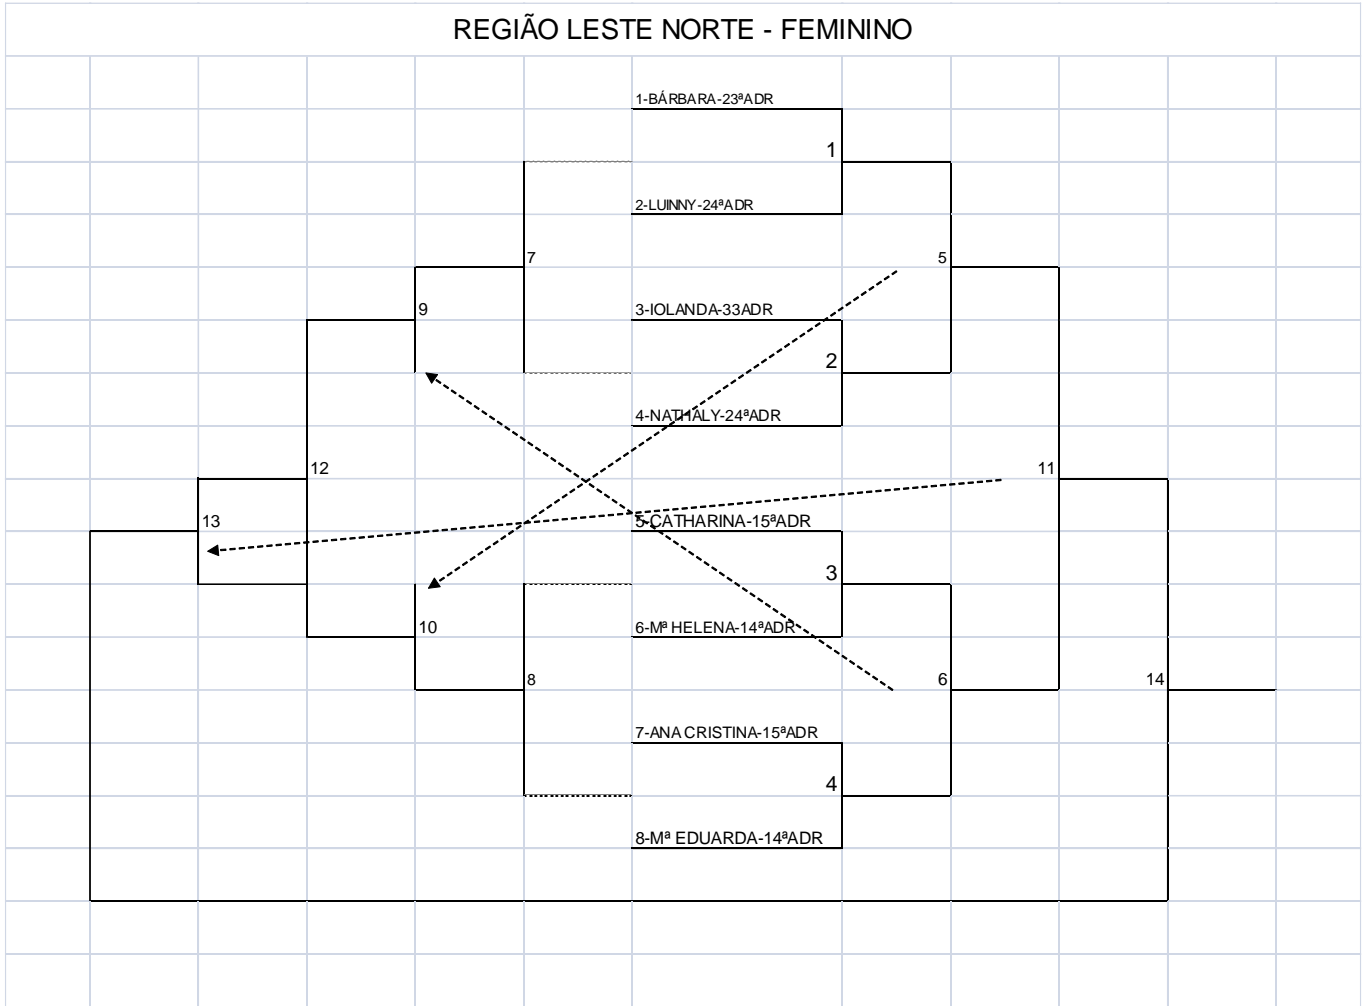 REGIÃO LESTE NORTE - FEMININO
1-BÁRBARA-23ªADR
1
2-LUINNY-24ªADR
7
5
9
3-IOLANDA-33ADR
2
4-NATHALY-24ªADR
12
11
13
5-CATHARINA-15ªADR
3
10
6-Mª HELENA-14ªADR
8
6
14
7-ANA CRISTINA-15ªADR
4
8-Mª EDUARDA-14ªADR